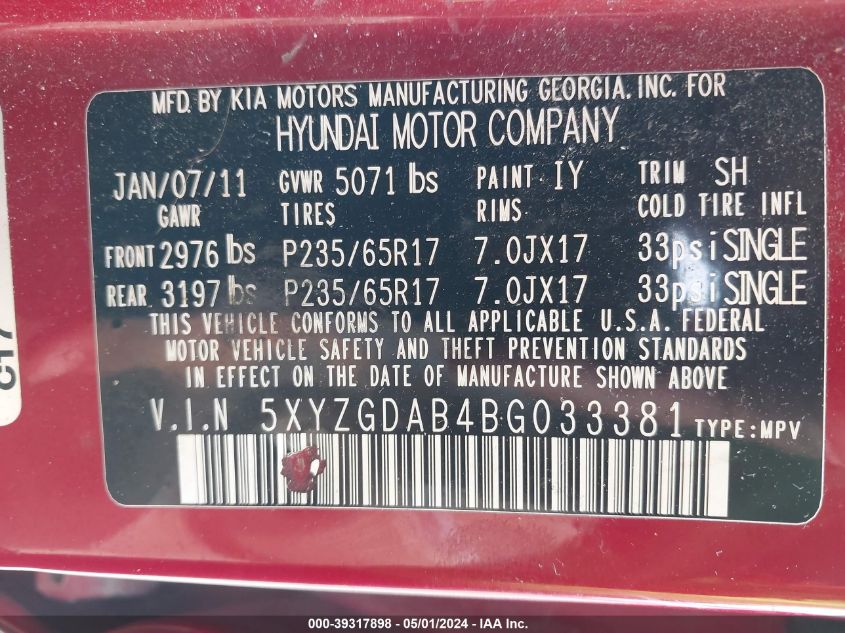 MFD. BY KIA MOTORS MANUFACTURING GEORGIA. INC. FOR
HYUNDAI MOTOR COMPANY
JAN/07/11 GVWR 5071 lbs PAINT IY TRIM SH
GAWR TIRES RIMS COLD TIRE INFL
FRONT 2976 lbs P235/65R17 7.0JX17 33psi SINGLE
REAR 3197 lbs P235/65R17 7.0JX17 33psi SINGLE
THIS VEHICLE CONFORMS TO ALL APPLICABLE U.S.A. FEDERAL
MOTOR VEHICLE SAFETY AND THEFT PREVENTION STANDARDS
IN EFFECT ON THE DATE OF MANUFACTURE SHOWN ABOVE.
V.I.N 5XYZGDAB4BG033381 TYPE:MPV
C17
000-39317898 - 05/01/2024 - IAA Inc.